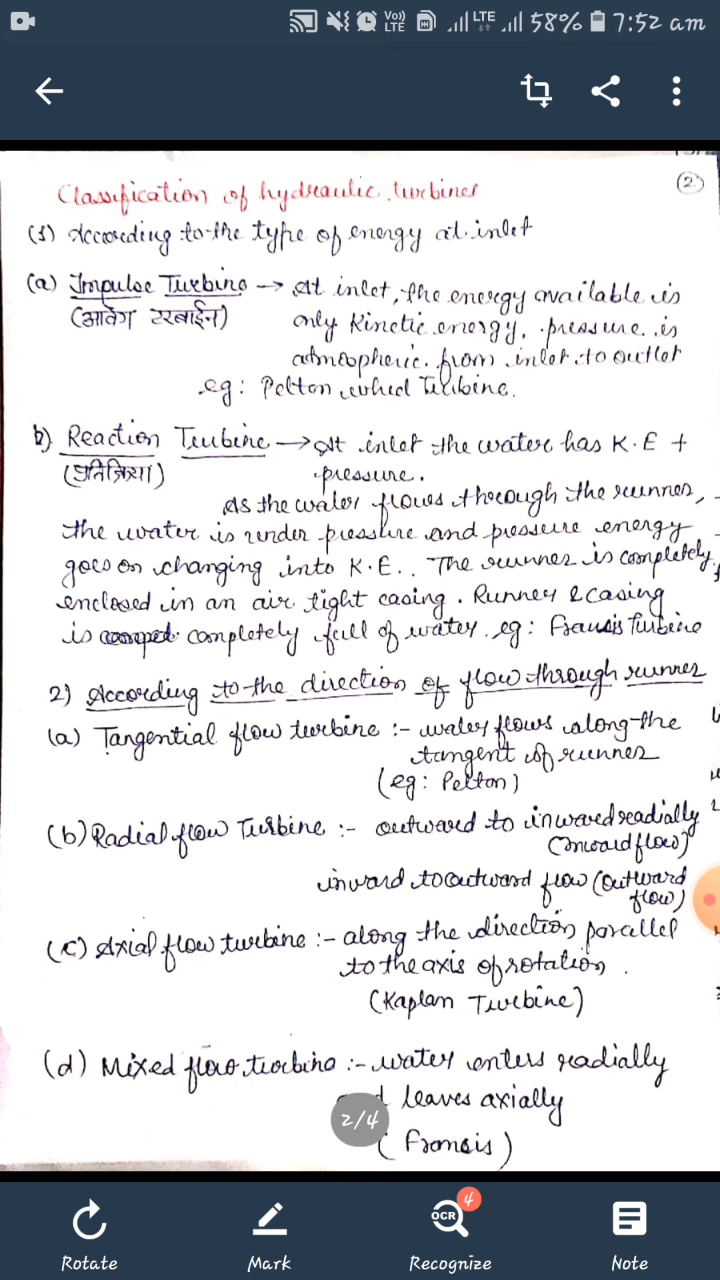 Vo)) LTE LTE 58% 7:52 am
2
Classification of hydraulic turbines
(1) According to the type of energy at inlet
(a) Impulse Turbine → At inlet, the energy available is
(आवेग टरबाईन) only Kinetic energy, pressure is
atmospheric from inlet to outlet
eg: Pelton wheel Turbine.
b) Reaction Turbine → At inlet the water has K.E +
(प्रतिक्रिया) pressure.
As the water flows through the runner,
the water is under pressure and pressure energy
goes on changing into K.E.. The runner is completely
enclosed in an air tight casing. Runner & casing
is completely full of water. eg: Francis Turbine
2) According to the direction of flow through runner
(a) Tangential flow turbine :- water flows along the
tangent of runner
(eg: Pelton)
(b) Radial flow Turbine :- outward to inward readially
(Inward flow)
inward to outward flow (Outward
flow)
(c) Axial flow turbine :- along the direction parallel
to the axis of rotation.
(Kaplan Turbine)
(d) Mixed flow turbine :- water enters readially
leaves axially
2/4
(Francis)
4
OCR
Rotate Mark Recognize Note